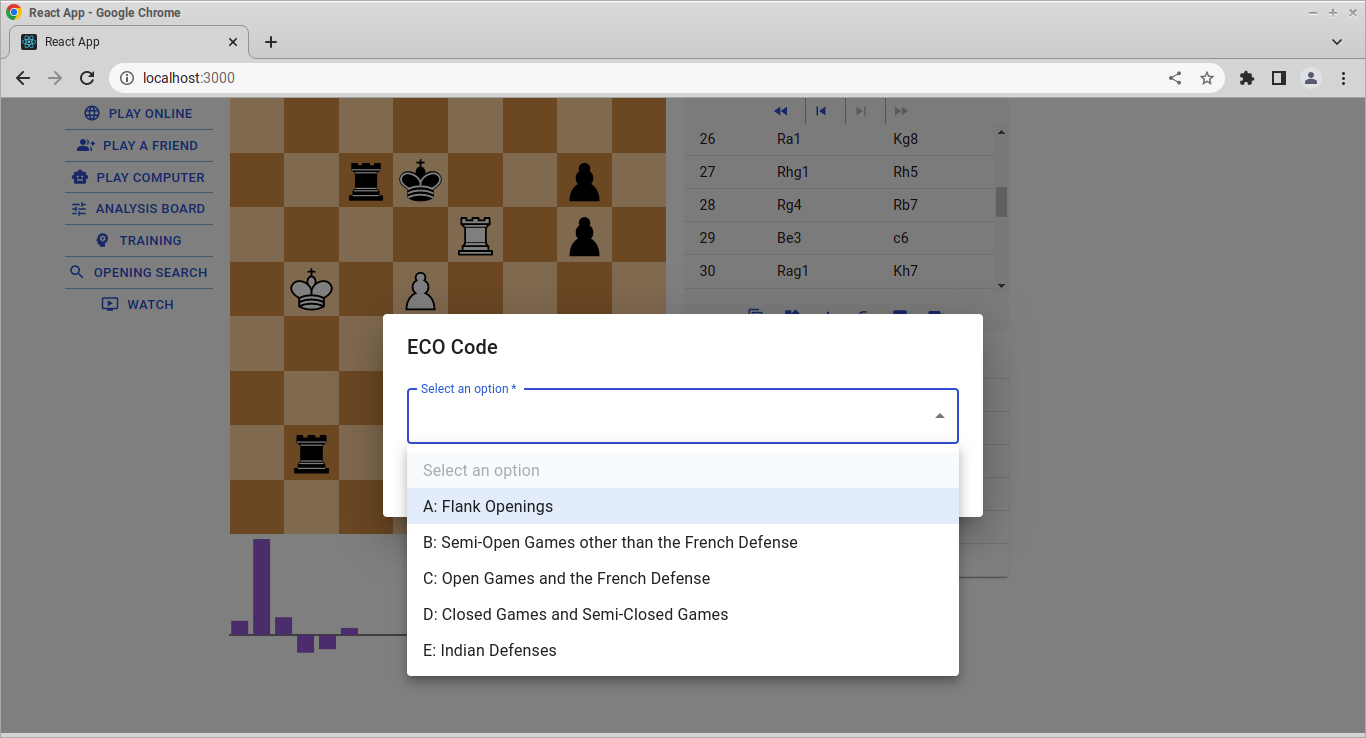 React App - Google Chrome
React App
localhost:3000
PLAY ONLINE
PLAY A FRIEND
PLAY COMPUTER
ANALYSIS BOARD
TRAINING
OPENING SEARCH
WATCH
26 Ra1 Kg8
27 Rhg1 Rh5
28 Rg4 Rb7
29 Be3 c6
30 Rag1 Kh7
ECO Code
Select an option *
Select an option
A: Flank Openings
B: Semi-Open Games other than the French Defense
C: Open Games and the French Defense
D: Closed Games and Semi-Closed Games
E: Indian Defenses